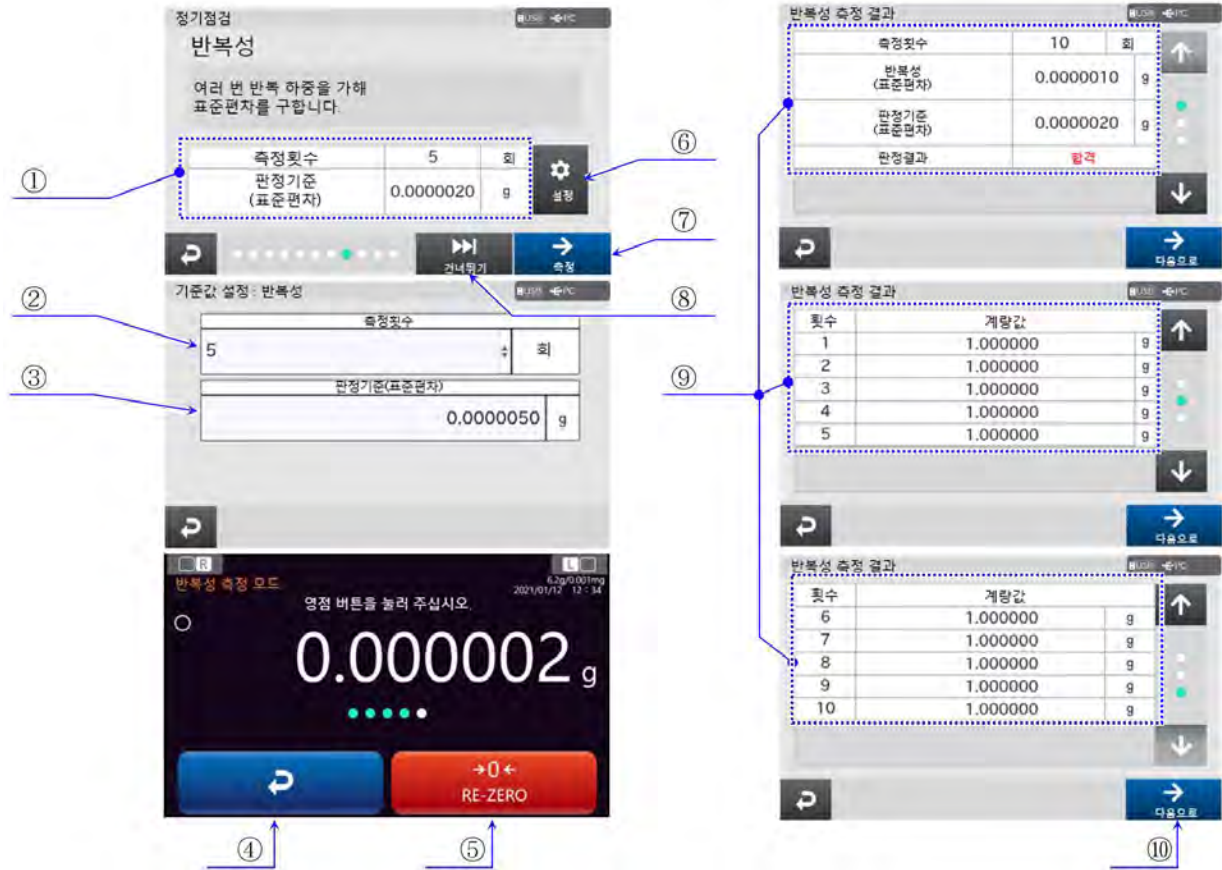 정기점검
USB PC
반복성
여러 번 반복 하중을 가해
표준편차를 구합니다.
측정횟수 5 회
판정기준
(표준편차) 0.0000020 g
설정
건너뛰기
측정
①
⑥
⑦
⑧
기준값 설정 : 반복성
USB PC
측정횟수
5 회
판정기준(표준편차)
0.0000050 g
②
③
R
L
반복성 측정 모드
6.2g/0.001mg
2021/01/12 12:34
영점 버튼을 눌러 주십시오.
0.000002 g
→0←
RE-ZERO
④
⑤
반복성 측정 결과
USB PC
측정횟수 10 회
반복성
(표준편차) 0.0000010 g
판정기준
(표준편차) 0.0000020 g
판정결과 합격
다음으로
⑨
반복성 측정 결과
USB PC
횟수 계량값
1 1.000000 g
2 1.000000 g
3 1.000000 g
4 1.000000 g
5 1.000000 g
다음으로
반복성 측정 결과
USB PC
횟수 계량값
6 1.000000 g
7 1.000000 g
8 1.000000 g
9 1.000000 g
10 1.000000 g
다음으로
⑩